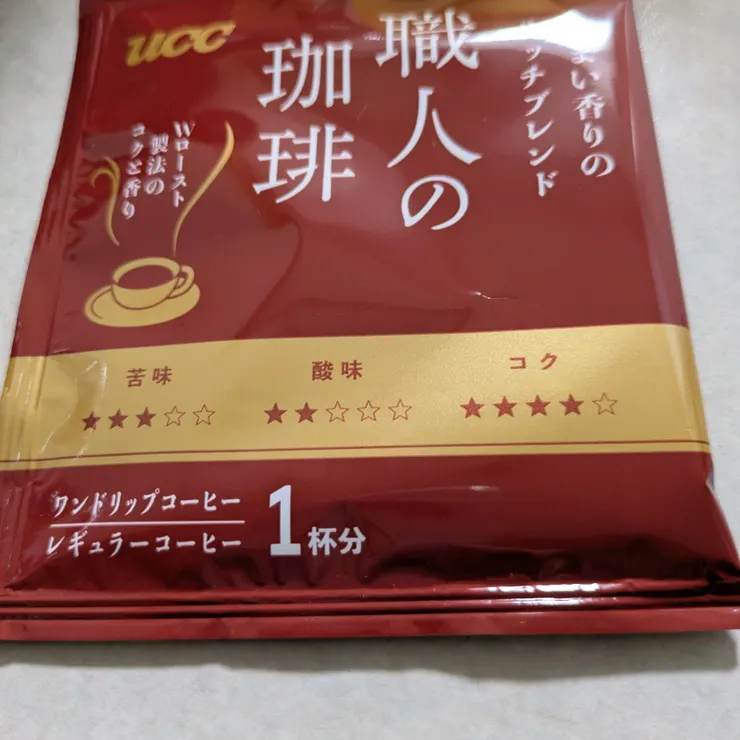 UCC
職人の
珈琲
い香りの
ッチブレンド
Wロースト
製法の
コクと香り
苦味
酸味
コク
★★★☆☆
★★☆☆☆
★★★★☆
ワンドリップコーヒー
レギュラーコーヒー
1杯分